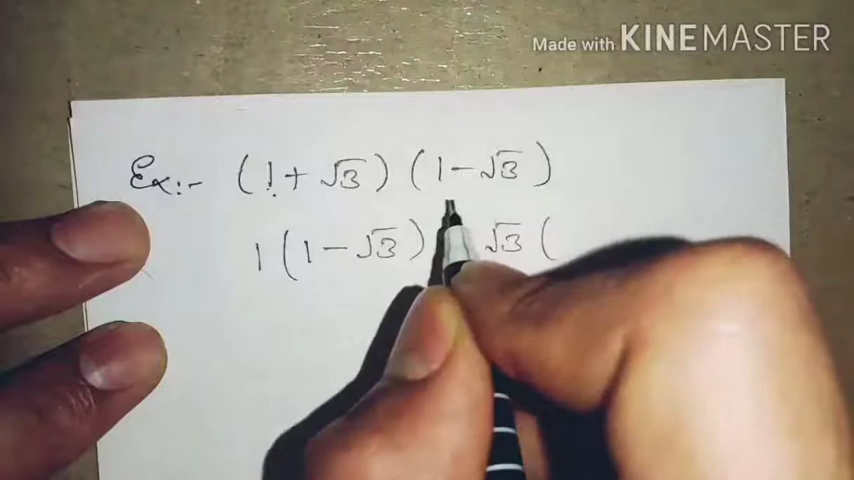 Made with KINEMASTER
Ex:- (1 + √3) (1 - √3)
1 (1 - √3) √3 (